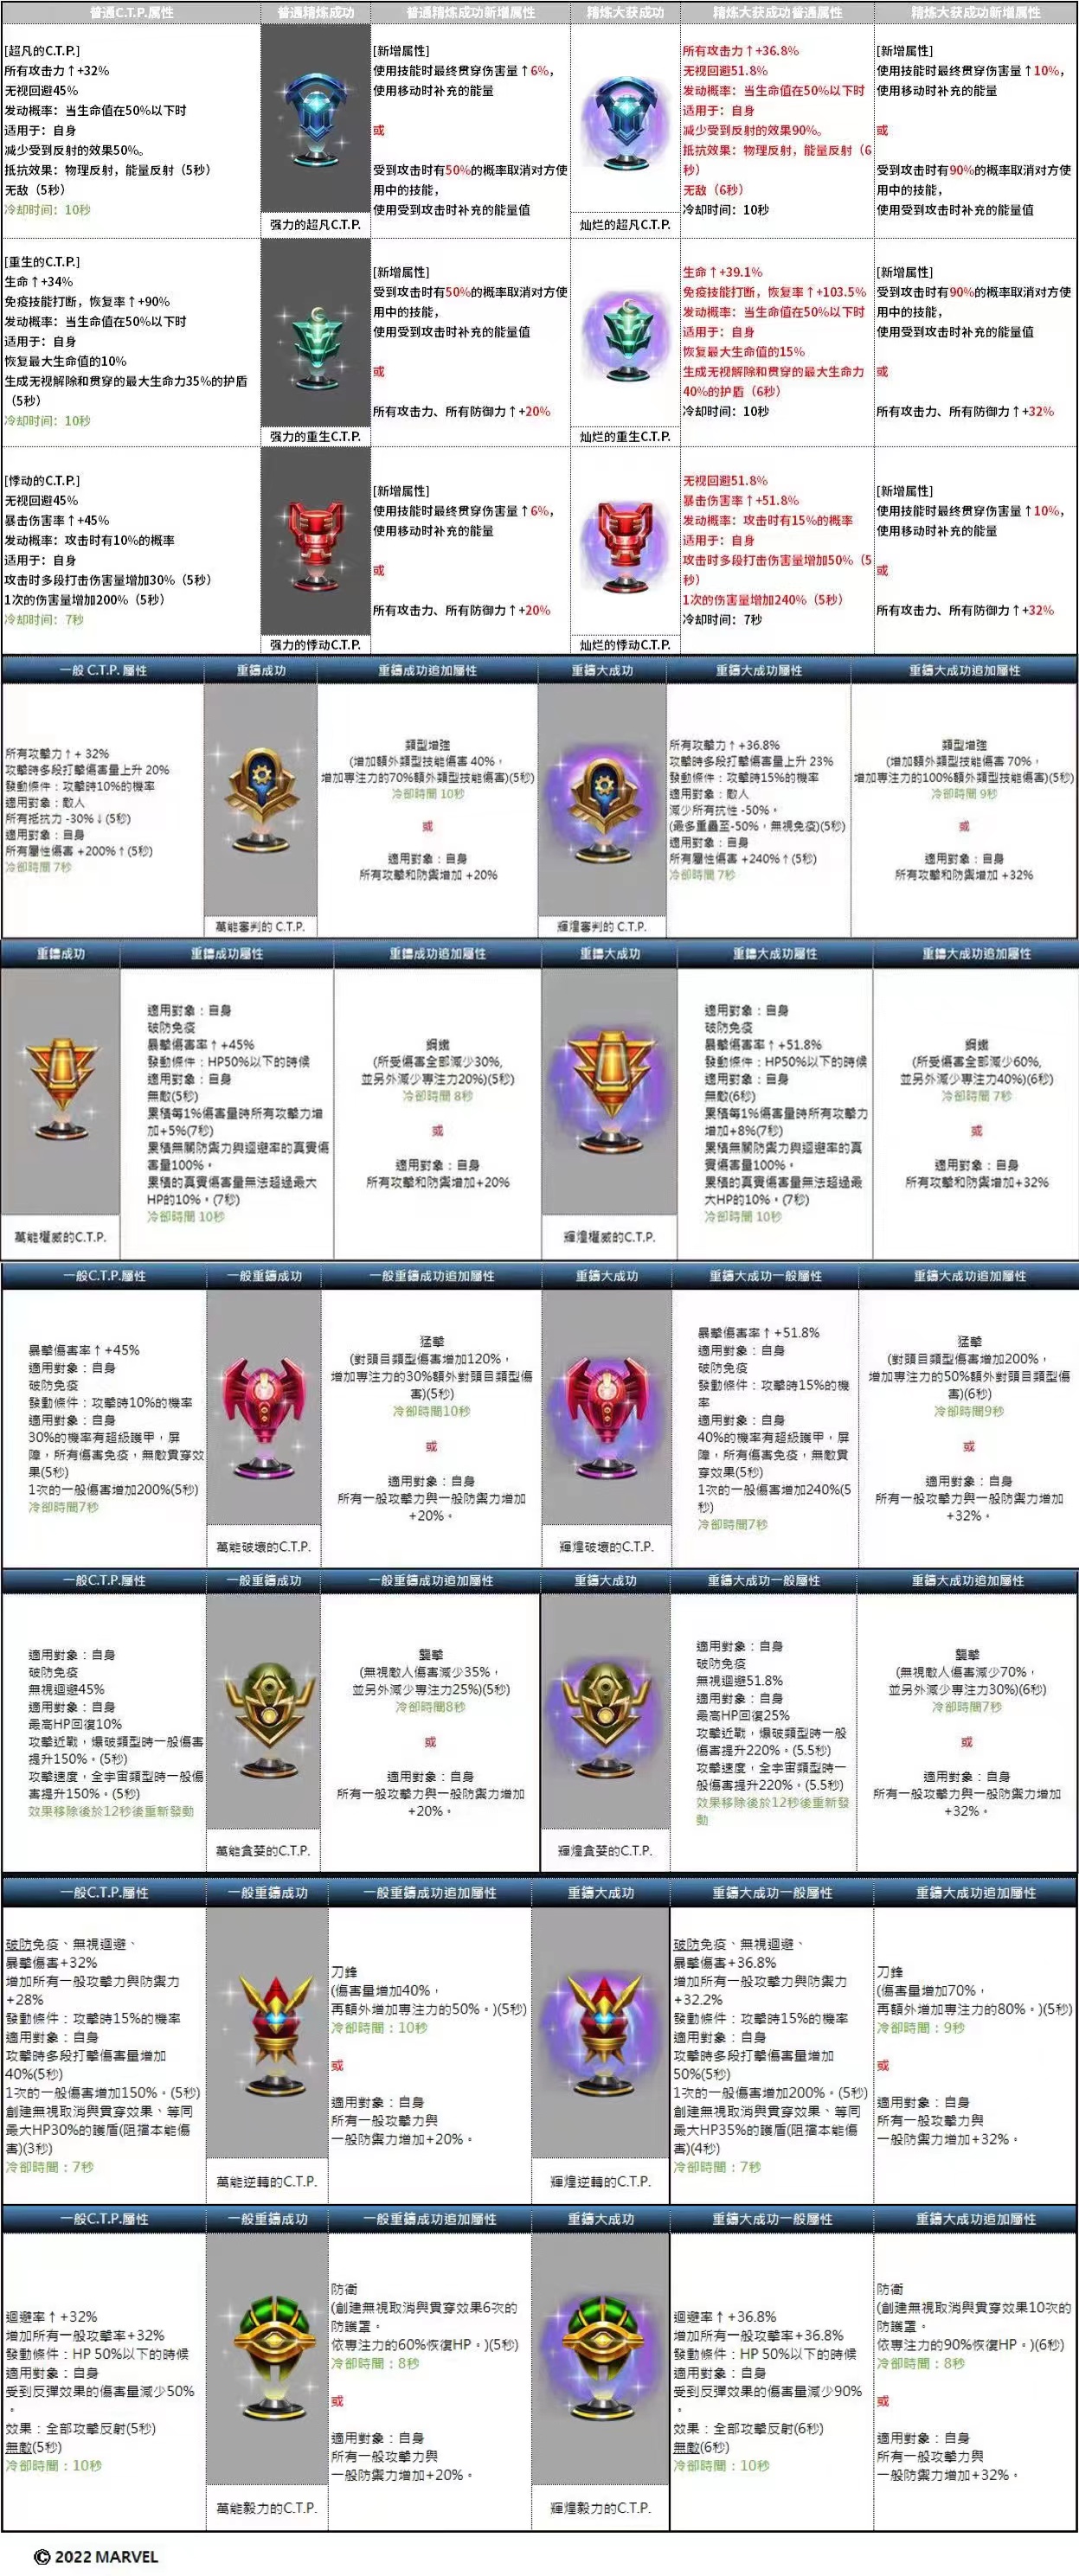 普通C.T.P.属性
普通精炼成功
普通精炼成功新增属性
精炼大获成功
精炼大获成功普通属性
精炼大获成功新增属性
[超凡的C.T.P.]
所有攻击力↑+32%
无视回避45%
发动概率：当生命值在50%以下时
适用于：自身
减少受到反射的效果50%。
抵抗效果：物理反射，能量反射（5秒）
无敌（5秒）
冷却时间：10秒
强力的超凡C.T.P.
[新增属性]
使用技能时最终贯穿伤害量↑6%，
使用移动时补充的能量
或
受到攻击时有50%的概率取消对方使
用中的技能，
使用受到攻击时补充的能量值
灿烂的超凡C.T.P.
所有攻击力↑+36.8%
无视回避51.8%
发动概率：当生命值在50%以下时
适用于：自身
减少受到反射的效果90%。
抵抗效果：物理反射，能量反射（6
秒）
无敌（6秒）
冷却时间：10秒
[新增属性]
使用技能时最终贯穿伤害量↑10%，
使用移动时补充的能量
或
受到攻击时有90%的概率取消对方使
用中的技能，
使用受到攻击时补充的能量值
[重生的C.T.P.]
生命↑+34%
免疫技能打断，恢复率↑+90%
发动概率：当生命值在50%以下时
适用于：自身
恢复最大生命值的10%
生成无视解除和贯穿的最大生命力35%的护盾
（5秒）
冷却时间：10秒
强力的重生C.T.P.
[新增属性]
受到攻击时有50%的概率取消对方使
用中的技能，
使用受到攻击时补充的能量值
或
所有攻击力、所有防御力↑+20%
灿烂的重生C.T.P.
生命↑+39.1%
免疫技能打断，恢复率↑+103.5%
发动概率：当生命值在50%以下时
适用于：自身
恢复最大生命值的15%
生成无视解除和贯穿的最大生命力
40%的护盾（6秒）
冷却时间：10秒
[新增属性]
受到攻击时有90%的概率取消对方使
用中的技能，
使用受到攻击时补充的能量值
或
所有攻击力、所有防御力↑+32%
[悸动的C.T.P.]
无视回避45%
暴击伤害率↑+45%
发动概率：攻击时有10%的概率
适用于：自身
攻击时多段打击伤害量增加30%（5秒）
1次的伤害量增加200%（5秒）
冷却时间：7秒
强力的悸动C.T.P.
[新增属性]
使用技能时最终贯穿伤害量↑6%，
使用移动时补充的能量
或
所有攻击力、所有防御力↑+20%
灿烂的悸动C.T.P.
无视回避51.8%
暴击伤害率↑+51.8%
发动概率：攻击时有15%的概率
适用于：自身
攻击时多段打击伤害量增加50%（5
秒）
1次的伤害量增加240%（5秒）
冷却时间：7秒
[新增属性]
使用技能时最终贯穿伤害量↑10%，
使用移动时补充的能量
或
所有攻击力、所有防御力↑+32%
一般 C.T.P. 屬性
重鑄成功
重鑄成功追加屬性
重鑄大成功
重鑄大成功屬性
重鑄大成功追加屬性
所有攻擊力↑+ 32%
攻擊時多段打擊傷害量上升 20%
發動條件：攻擊時10%的機率
適用對象：敵人
所有抵抗力 -30%↓(5秒)
適用對象：自身
所有屬性傷害 +200%↑(5秒)
冷卻時間 7秒
萬能審判的 C.T.P.
類型增強
(增加額外類型技能傷害 40%，
增加專注力的70%額外類型技能傷害)(5秒)
冷卻時間 10秒
或
適用對象：自身
所有攻擊和防禦增加 +20%
輝煌審判的 C.T.P.
所有攻擊力↑+36.8%
攻擊時多段打擊傷害量上升 23%
發動條件：攻擊時15%的機率
適用對象：敵人
減少所有抗性 -50%。
(最多重疊至-50%，無視免疫)(5秒)
適用對象：自身
所有屬性傷害 +240%↑(5秒)
冷卻時間 7秒
類型增強
(增加額外類型技能傷害 70%，
增加專注力的100%額外類型技能傷害)(5秒)
冷卻時間 9秒
或
適用對象：自身
所有攻擊和防禦增加 +32%
重鑄成功
重鑄成功屬性
重鑄成功追加屬性
重鑄大成功
重鑄大成功屬性
重鑄大成功追加屬性
萬能權威的C.T.P.
適用對象：自身
破防免疫
暴擊傷害率↑+45%
發動條件：HP50%以下的時候
適用對象：自身
無敵(5秒)
累積每1%傷害量時所有攻擊力增
加+5%(7秒)
累積無關防禦力與迴避率的真實傷
害量100%。
累積的真實傷害量無法超過最大
HP的10%。(7秒)
冷卻時間 10秒
鋼鐵
(所受傷害全部減少30%,
並另外減少專注力20%)(5秒)
冷卻時間 8秒
或
適用對象：自身
所有攻擊和防禦增加+20%
輝煌權威的C.T.P.
適用對象：自身
破防免疫
暴擊傷害率↑+51.8%
發動條件：HP50%以下的時候
適用對象：自身
無敵(6秒)
累積每1%傷害量時所有攻擊力
增加+8%(7秒)
累積無關防禦力與迴避率的真
實傷害量100%。
累積的真實傷害量無法超過最
大HP的10%。(7秒)
冷卻時間 10秒
鋼鐵
(所受傷害全部減少60%,
並另外減少專注力40%)(6秒)
冷卻時間 7秒
或
適用對象：自身
所有攻擊和防禦增加+32%
一般C.T.P.屬性
一般重鑄成功
一般重鑄成功追加屬性
重鑄大成功
重鑄大成功一般屬性
重鑄大成功追加屬性
暴擊傷害率↑+45%
適用對象：自身
破防免疫
發動條件：攻擊時10%的機率
適用對象：自身
30%的機率有超級護甲，屏
障，所有傷害免疫，無敵貫穿效
果(5秒)
1次的一般傷害增加200%(5秒)
冷卻時間7秒
萬能破壞的C.T.P.
猛擊
(對頭目類型傷害增加120%，
增加專注力的30%額外對頭目類型傷
害)(5秒)
冷卻時間10秒
或
適用對象：自身
所有一般攻擊力與一般防禦力增加
+20%。
輝煌破壞的C.T.P.
暴擊傷害率↑+51.8%
適用對象：自身
破防免疫
發動條件：攻擊時15%的機
率
適用對象：自身
40%的機率有超級護甲，屏
障，所有傷害免疫，無敵貫
穿效果(5秒)
1次的一般傷害增加240%(5
秒)
冷卻時間7秒
猛擊
(對頭目類型傷害增加200%，
增加專注力的50%額外對頭目類型傷
害)(6秒)
冷卻時間9秒
或
適用對象：自身
所有一般攻擊力與一般防禦力增加
+32%。
一般C.T.P.屬性
一般重鑄成功
一般重鑄成功追加屬性
重鑄大成功
重鑄大成功一般屬性
重鑄大成功追加屬性
適用對象：自身
破防免疫
無視迴避45%
適用對象：自身
最高HP回復10%
攻擊近戰，爆破類型時一般傷害
提升150%。(5秒)
攻擊速度，全宇宙類型時一般傷
害提升150%。(5秒)
效果移除後於12秒後重新發動
萬能貪婪的C.T.P.
襲擊
(無視敵人傷害減少35%，
並另外減少專注力25%)(5秒)
冷卻時間8秒
或
適用對象：自身
所有一般攻擊力與一般防禦力增加
+20%。
輝煌貪婪的C.T.P.
適用對象：自身
破防免疫
無視迴避51.8%
適用對象：自身
最高HP回復25%
攻擊近戰，爆破類型時一般
傷害提升220%。(5.5秒)
攻擊速度，全宇宙類型時一
般傷害提升220%。(5.5秒)
效果移除後於12秒後重新發
動
襲擊
(無視敵人傷害減少70%，
並另外減少專注力30%)(6秒)
冷卻時間7秒
或
適用對象：自身
所有一般攻擊力與一般防禦力增加
+32%。
一般C.T.P.屬性
一般重鑄成功
一般重鑄成功追加屬性
重鑄大成功
重鑄大成功一般屬性
重鑄大成功追加屬性
破防免疫、無視迴避、
暴擊傷害+32%
增加所有一般攻擊力與防禦力
+28%
發動條件：攻擊時15%的機率
適用對象：自身
攻擊時多段打擊傷害量增加
40%(5秒)
1次的一般傷害增加150%。(5秒)
創建無視取消與貫穿效果、等同
最大HP30%的護盾(阻擋本能傷
害)(3秒)
冷卻時間：7秒
萬能逆轉的C.T.P.
刀鋒
(傷害量增加40%，
再額外增加專注力的50%。)(5秒)
冷卻時間：10秒
或
適用對象：自身
所有一般攻擊力與
一般防禦力增加+20%。
輝煌逆轉的C.T.P.
破防免疫、無視迴避、
暴擊傷害+36.8%
增加所有一般攻擊力與防禦力
+32.2%
發動條件：攻擊時15%的機率
適用對象：自身
攻擊時多段打擊傷害量增加
50%(5秒)
1次的一般傷害增加200%。(5秒)
創建無視取消與貫穿效果、等同
最大HP35%的護盾(阻擋本能傷
害)(4秒)
冷卻時間：7秒
刀鋒
(傷害量增加70%，
再額外增加專注力的80%。)(5秒)
冷卻時間：9秒
或
適用對象：自身
所有一般攻擊力與
一般防禦力增加+32%。
一般C.T.P.屬性
一般重鑄成功
一般重鑄成功追加屬性
重鑄大成功
重鑄大成功一般屬性
重鑄大成功追加屬性
迴避率↑+32%
增加所有一般攻擊率+32%
發動條件：HP 50%以下的時候
適用對象：自身
受到反彈效果的傷害量減少50%
。
效果：全部攻擊反射(5秒)
無敵(5秒)
冷卻時間：10秒
萬能毅力的C.T.P.
防衛
(創建無視取消與貫穿效果6次的
防護罩。
依專注力的60%恢復HP。)(5秒)
冷卻時間：8秒
或
適用對象：自身
所有一般攻擊力與
一般防禦力增加+20%。
輝煌毅力的C.T.P.
迴避率↑+36.8%
增加所有一般攻擊率+36.8%
發動條件：HP 50%以下的時候
適用對象：自身
受到反彈效果的傷害量減少90%
。
效果：全部攻擊反射(6秒)
無敵(6秒)
冷卻時間：10秒
防衛
(創建無視取消與貫穿效果10次的
防護罩。
依專注力的90%恢復HP。)(6秒)
冷卻時間：8秒
或
適用對象：自身
所有一般攻擊力與
一般防禦力增加+32%。
© 2022 MARVEL